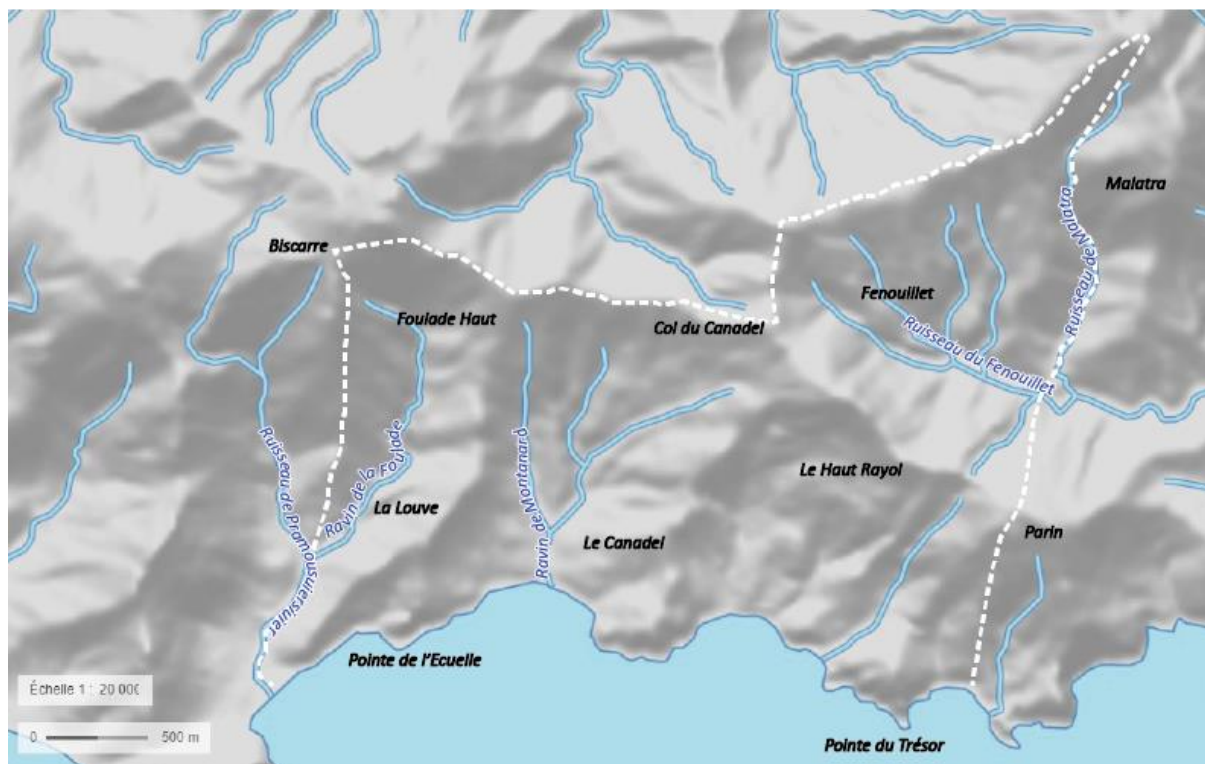 Malatra
Ruisseau de Malatra
Biscarre
Fenouillet
Foulade Haut
Col du Canadel
Ruisseau du Fenouillet
Ruisseau de Pramousquiersiuier
Ravin de la Foulade
Le Haut Rayol
La Louve
Ravin de Montanard
Le Canadel
Parin
Pointe de l'Ecuelle
Échelle 1 : 20 000
0 500 m
Pointe du Trésor